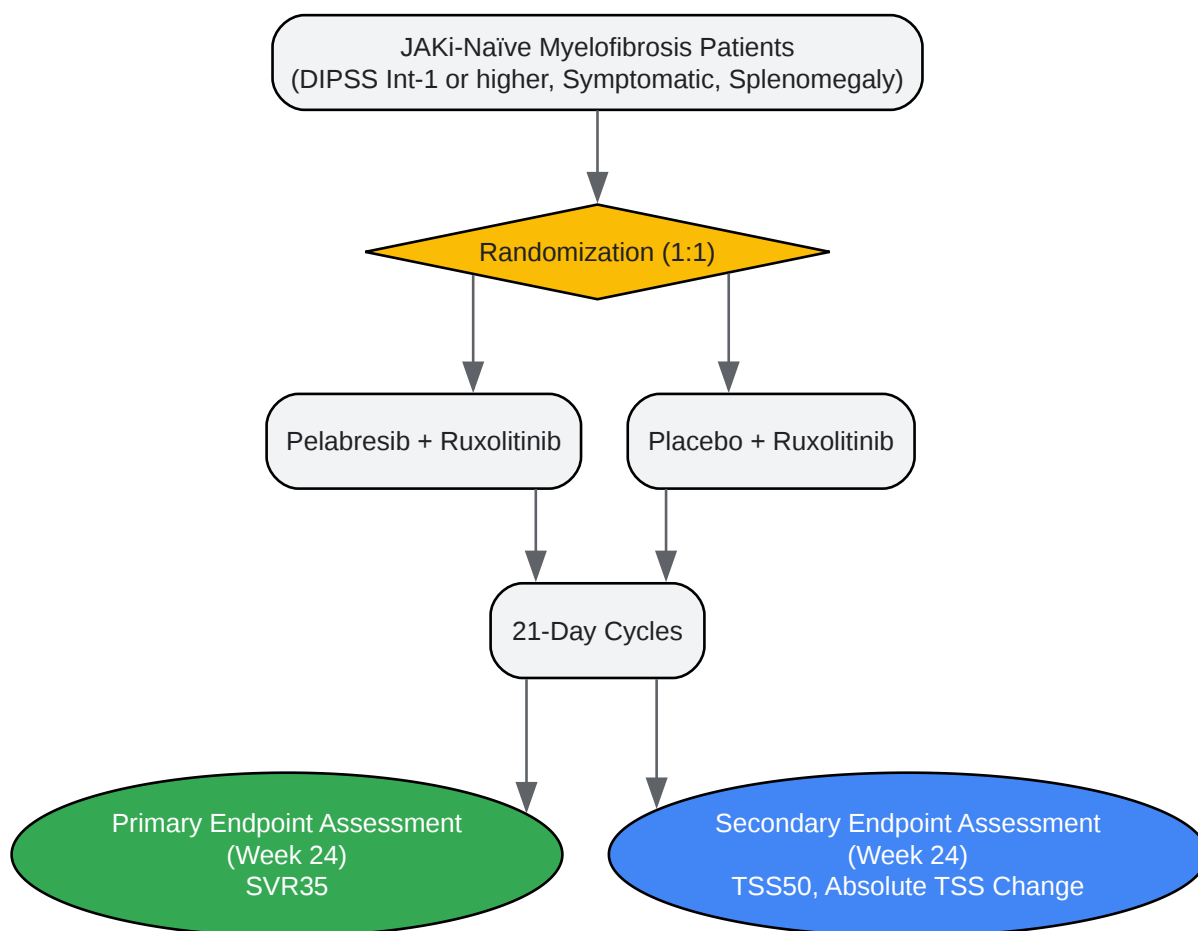 JAKi-Naïve Myelofibrosis Patients
(DIPSS Int-1 or higher, Symptomatic, Splenomegaly)
Randomization (1:1)
Pelabresib + Ruxolitinib
Placebo + Ruxolitinib
21-Day Cycles
Primary Endpoint Assessment
(Week 24)
SVR35
Secondary Endpoint Assessment
(Week 24)
TSS50, Absolute TSS Change